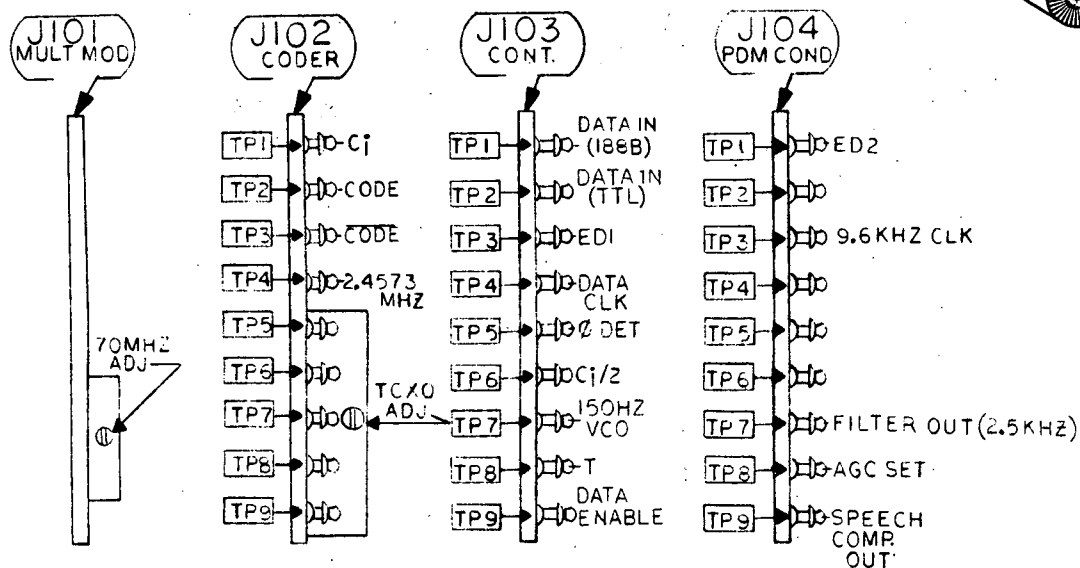 J101
MULT MOD
70MHZ
ADJ
J102
CODER
TP1 Ci
TP2 CODE
TP3 CODE
TP4 2.4573
MHZ
TP5
TP6
TP7
TP8
TP9
TCXO
ADJ
J103
CONT.
TP1 DATA IN
(188B)
TP2 DATA IN
(TTL)
TP3 ED1
TP4 DATA
CLK
TP5 Ø DET
TP6 Ci/2
TP7 150HZ
VCO
TP8 T
TP9 DATA
ENABLE
J104
PDM COND
TP1 ED2
TP2
TP3 9.6KHZ CLK
TP4
TP5
TP6
TP7 FILTER OUT (2.5KHZ)
TP8 AGC SET
TP9 SPEECH
COMP.
OUT